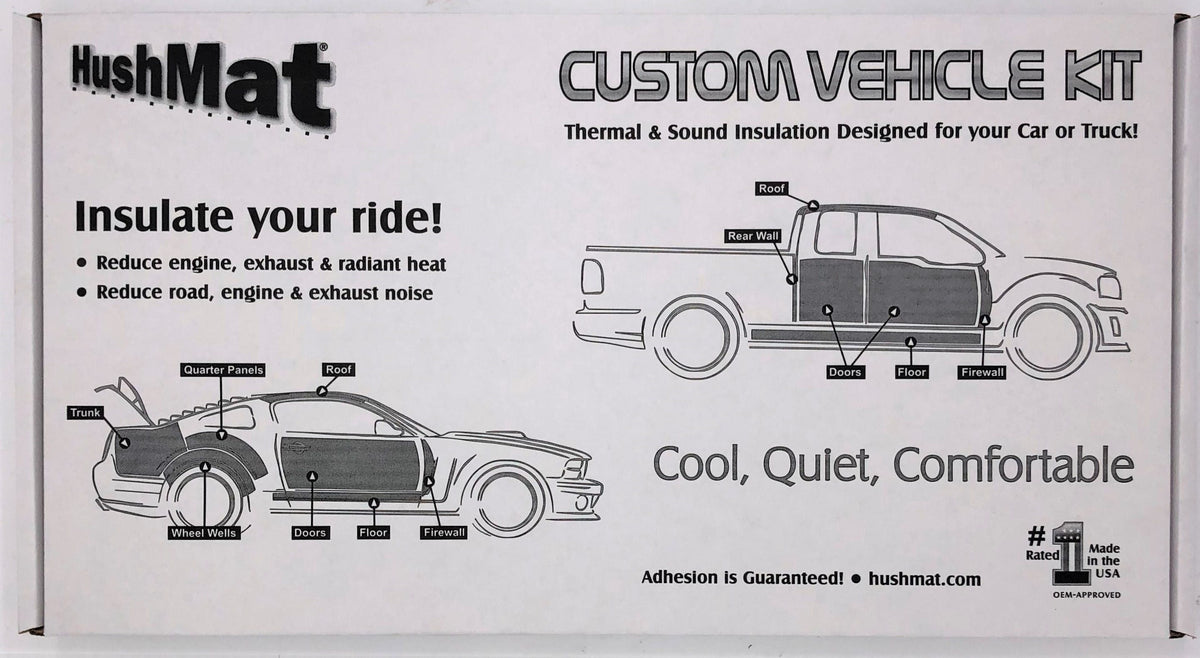 HushMat®
CUSTOM VEHICLE KIT
Thermal & Sound Insulation Designed for your Car or Truck!
Insulate your ride!
• Reduce engine, exhaust & radiant heat
• Reduce road, engine & exhaust noise
Roof
Rear Wall
Doors
Floor
Firewall
Quarter Panels
Roof
Trunk
Wheel Wells
Doors
Floor
Firewall
Cool, Quiet, Comfortable
Adhesion is Guaranteed! • hushmat.com
#1
Rated
Made
in the
USA
OEM-APPROVED